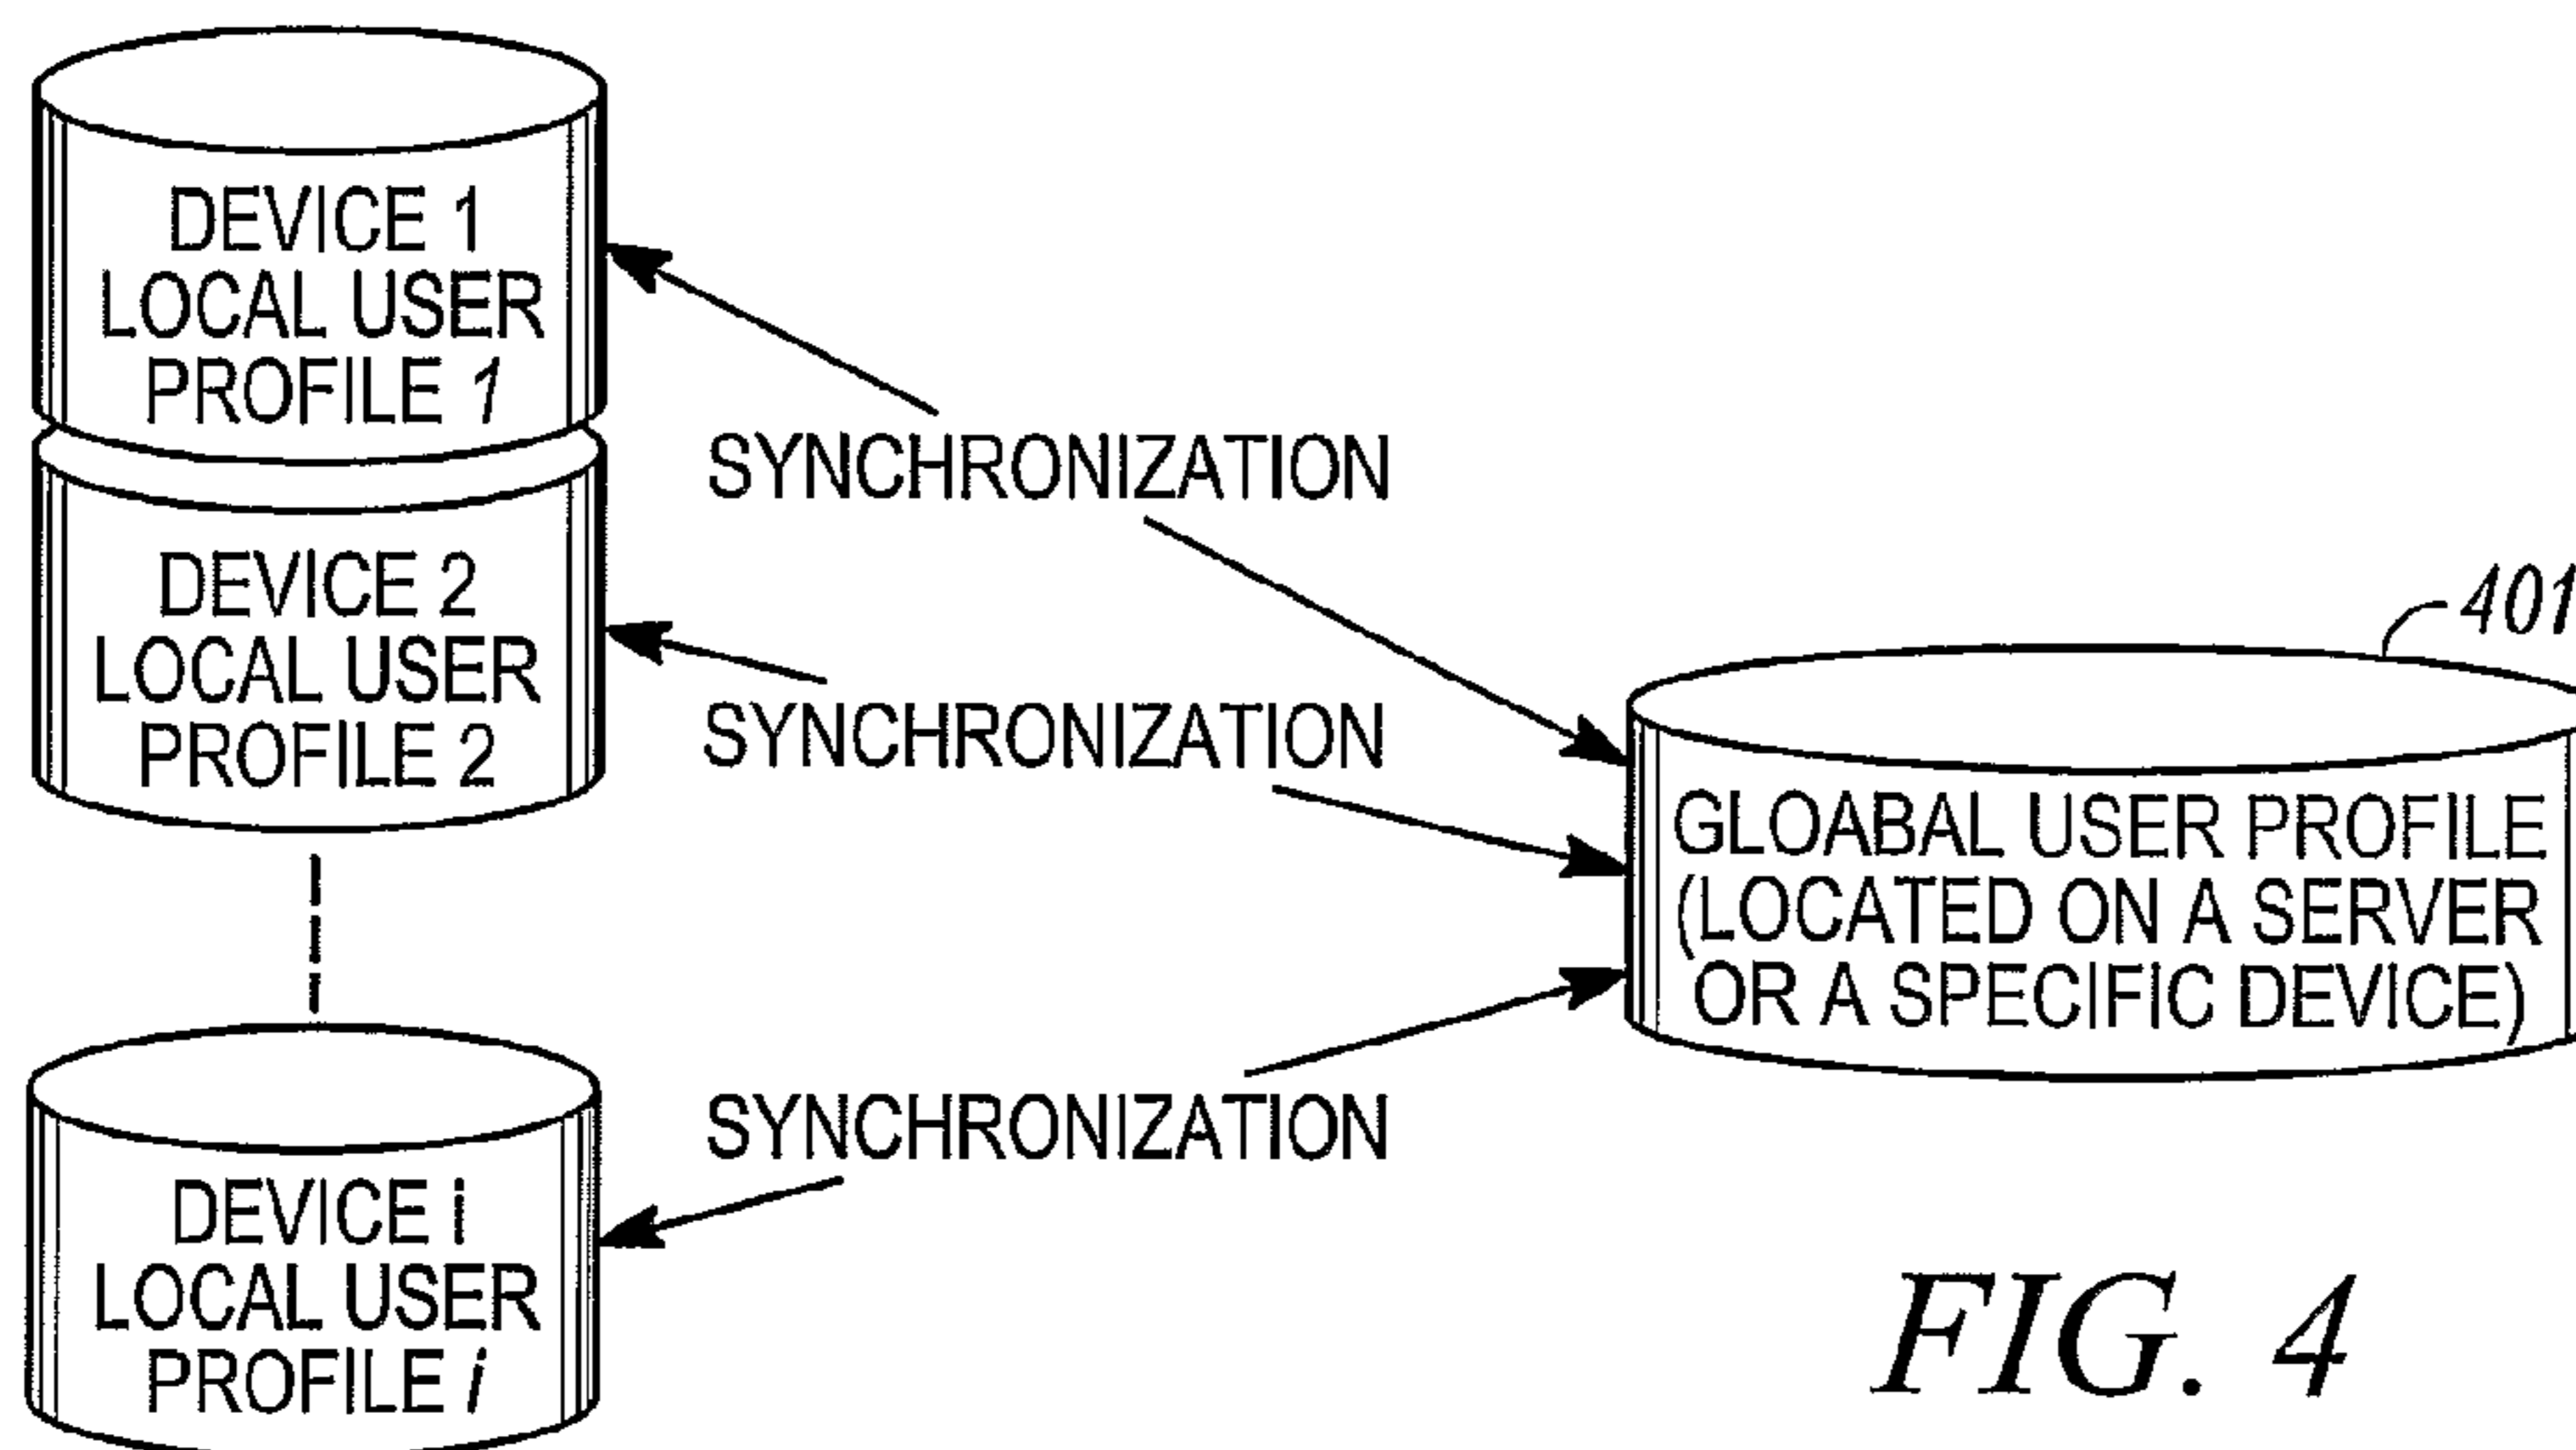 DEVICE 1
LOCAL USER
PROFILE 1
SYNCHRONIZATION
DEVICE 2
LOCAL USER
PROFILE 2
SYNCHRONIZATION
401
GLOABAL USER PROFILE
(LOCATED ON A SERVER
OR A SPECIFIC DEVICE)
SYNCHRONIZATION
DEVICE i
LOCAL USER
PROFILE i
FIG. 4